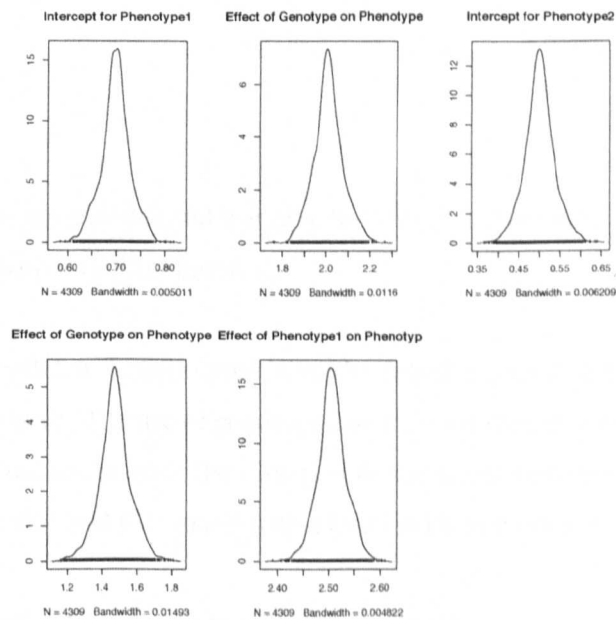 Intercept for Phenotype1
Effect of Genotype on Phenotype
Intercept for Phenotype2
0 5 10 15
0.60 0.70 0.80
N = 4309 Bandwidth = 0.005011
0 2 4 6
1.8 2.0 2.2
N = 4309 Bandwidth = 0.0116
0 2 4 6 8 10 12
0.35 0.45 0.55 0.65
N = 4309 Bandwidth = 0.006209
Effect of Genotype on Phenotype
Effect of Phenotype1 on Phenotyp
0 1 2 3 4 5
1.2 1.4 1.6 1.8
N = 4309 Bandwidth = 0.01493
0 5 10 15
2.40 2.50 2.60
N = 4309 Bandwidth = 0.004822